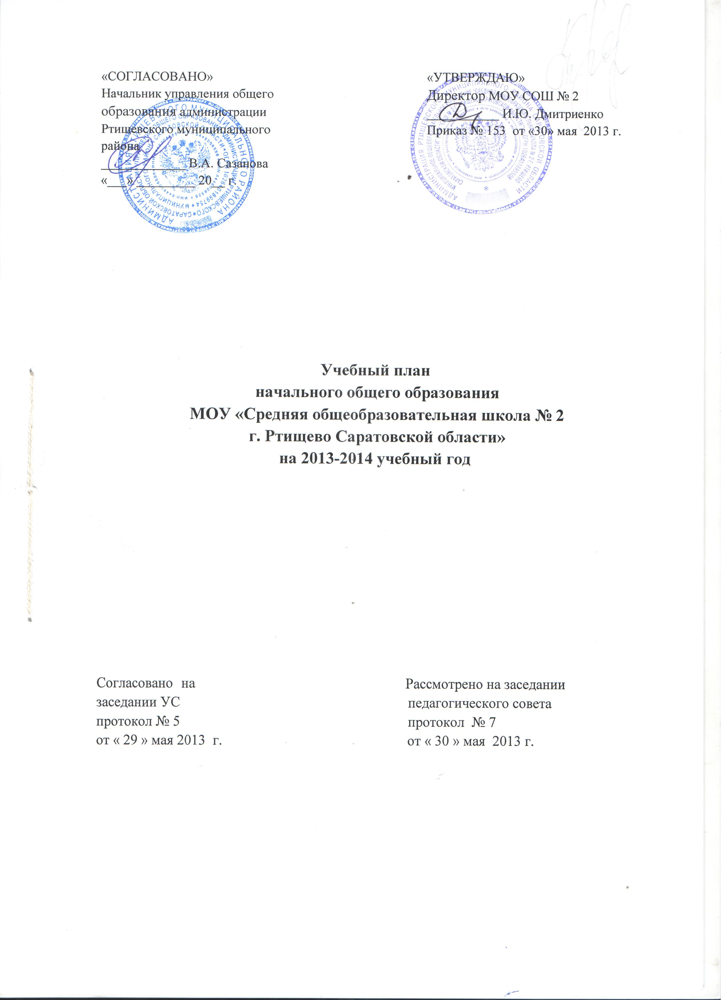 «СОГЛАСОВАНО»
Начальник управления общего
образования администрации
Ртищевского муниципального
района
______________ В.А. Сазанова
«___» __________ 20__ г.
«УТВЕРЖДАЮ»
Директор МОУ СОШ № 2
____________ И.Ю. Дмитриенко
Приказ № 153 от «30» мая 2013 г.
Учебный план
начального общего образования
МОУ «Средняя общеобразовательная школа № 2
г. Ртищево Саратовской области»
на 2013-2014 учебный год
Согласовано на
заседании УС
протокол № 5
от « 29 » мая 2013 г.
Рассмотрено на заседании
педагогического совета
протокол № 7
от « 30 » мая 2013 г.